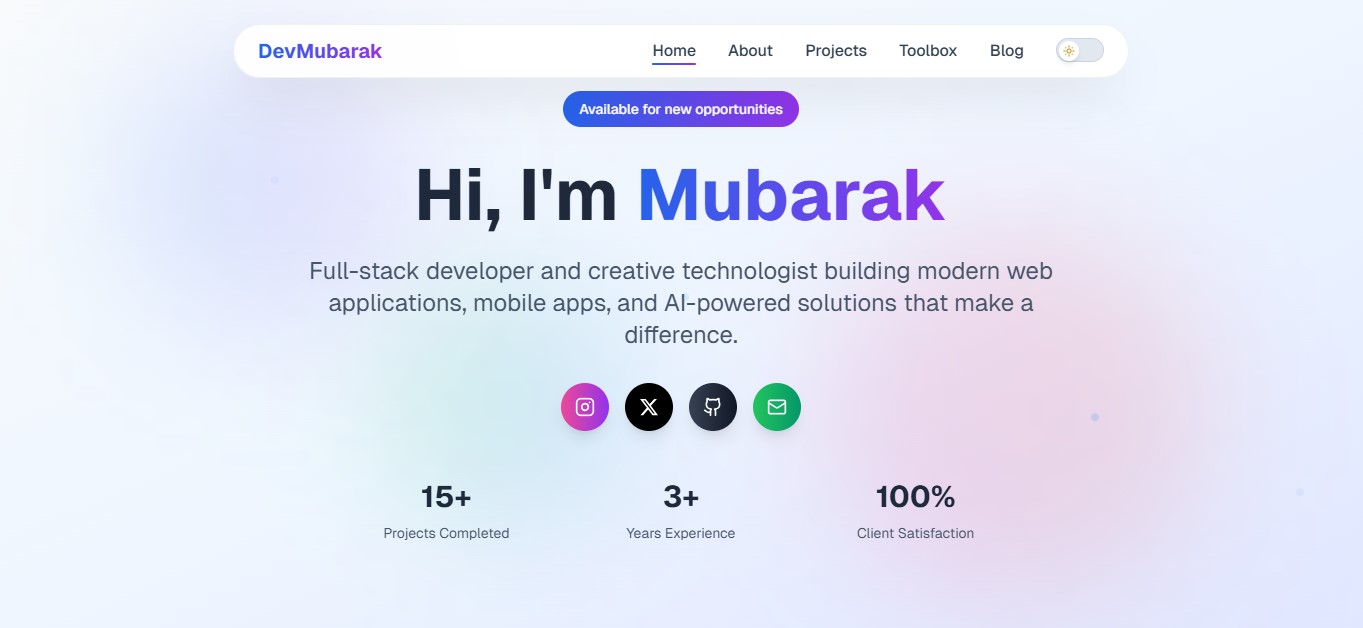 DevMubarak
Home About Projects Toolbox Blog
Available for new opportunities
Hi, I'm Mubarak
Full-stack developer and creative technologist building modern web
applications, mobile apps, and AI-powered solutions that make a
difference.
15+ 3+ 100%
Projects Completed Years Experience Client Satisfaction